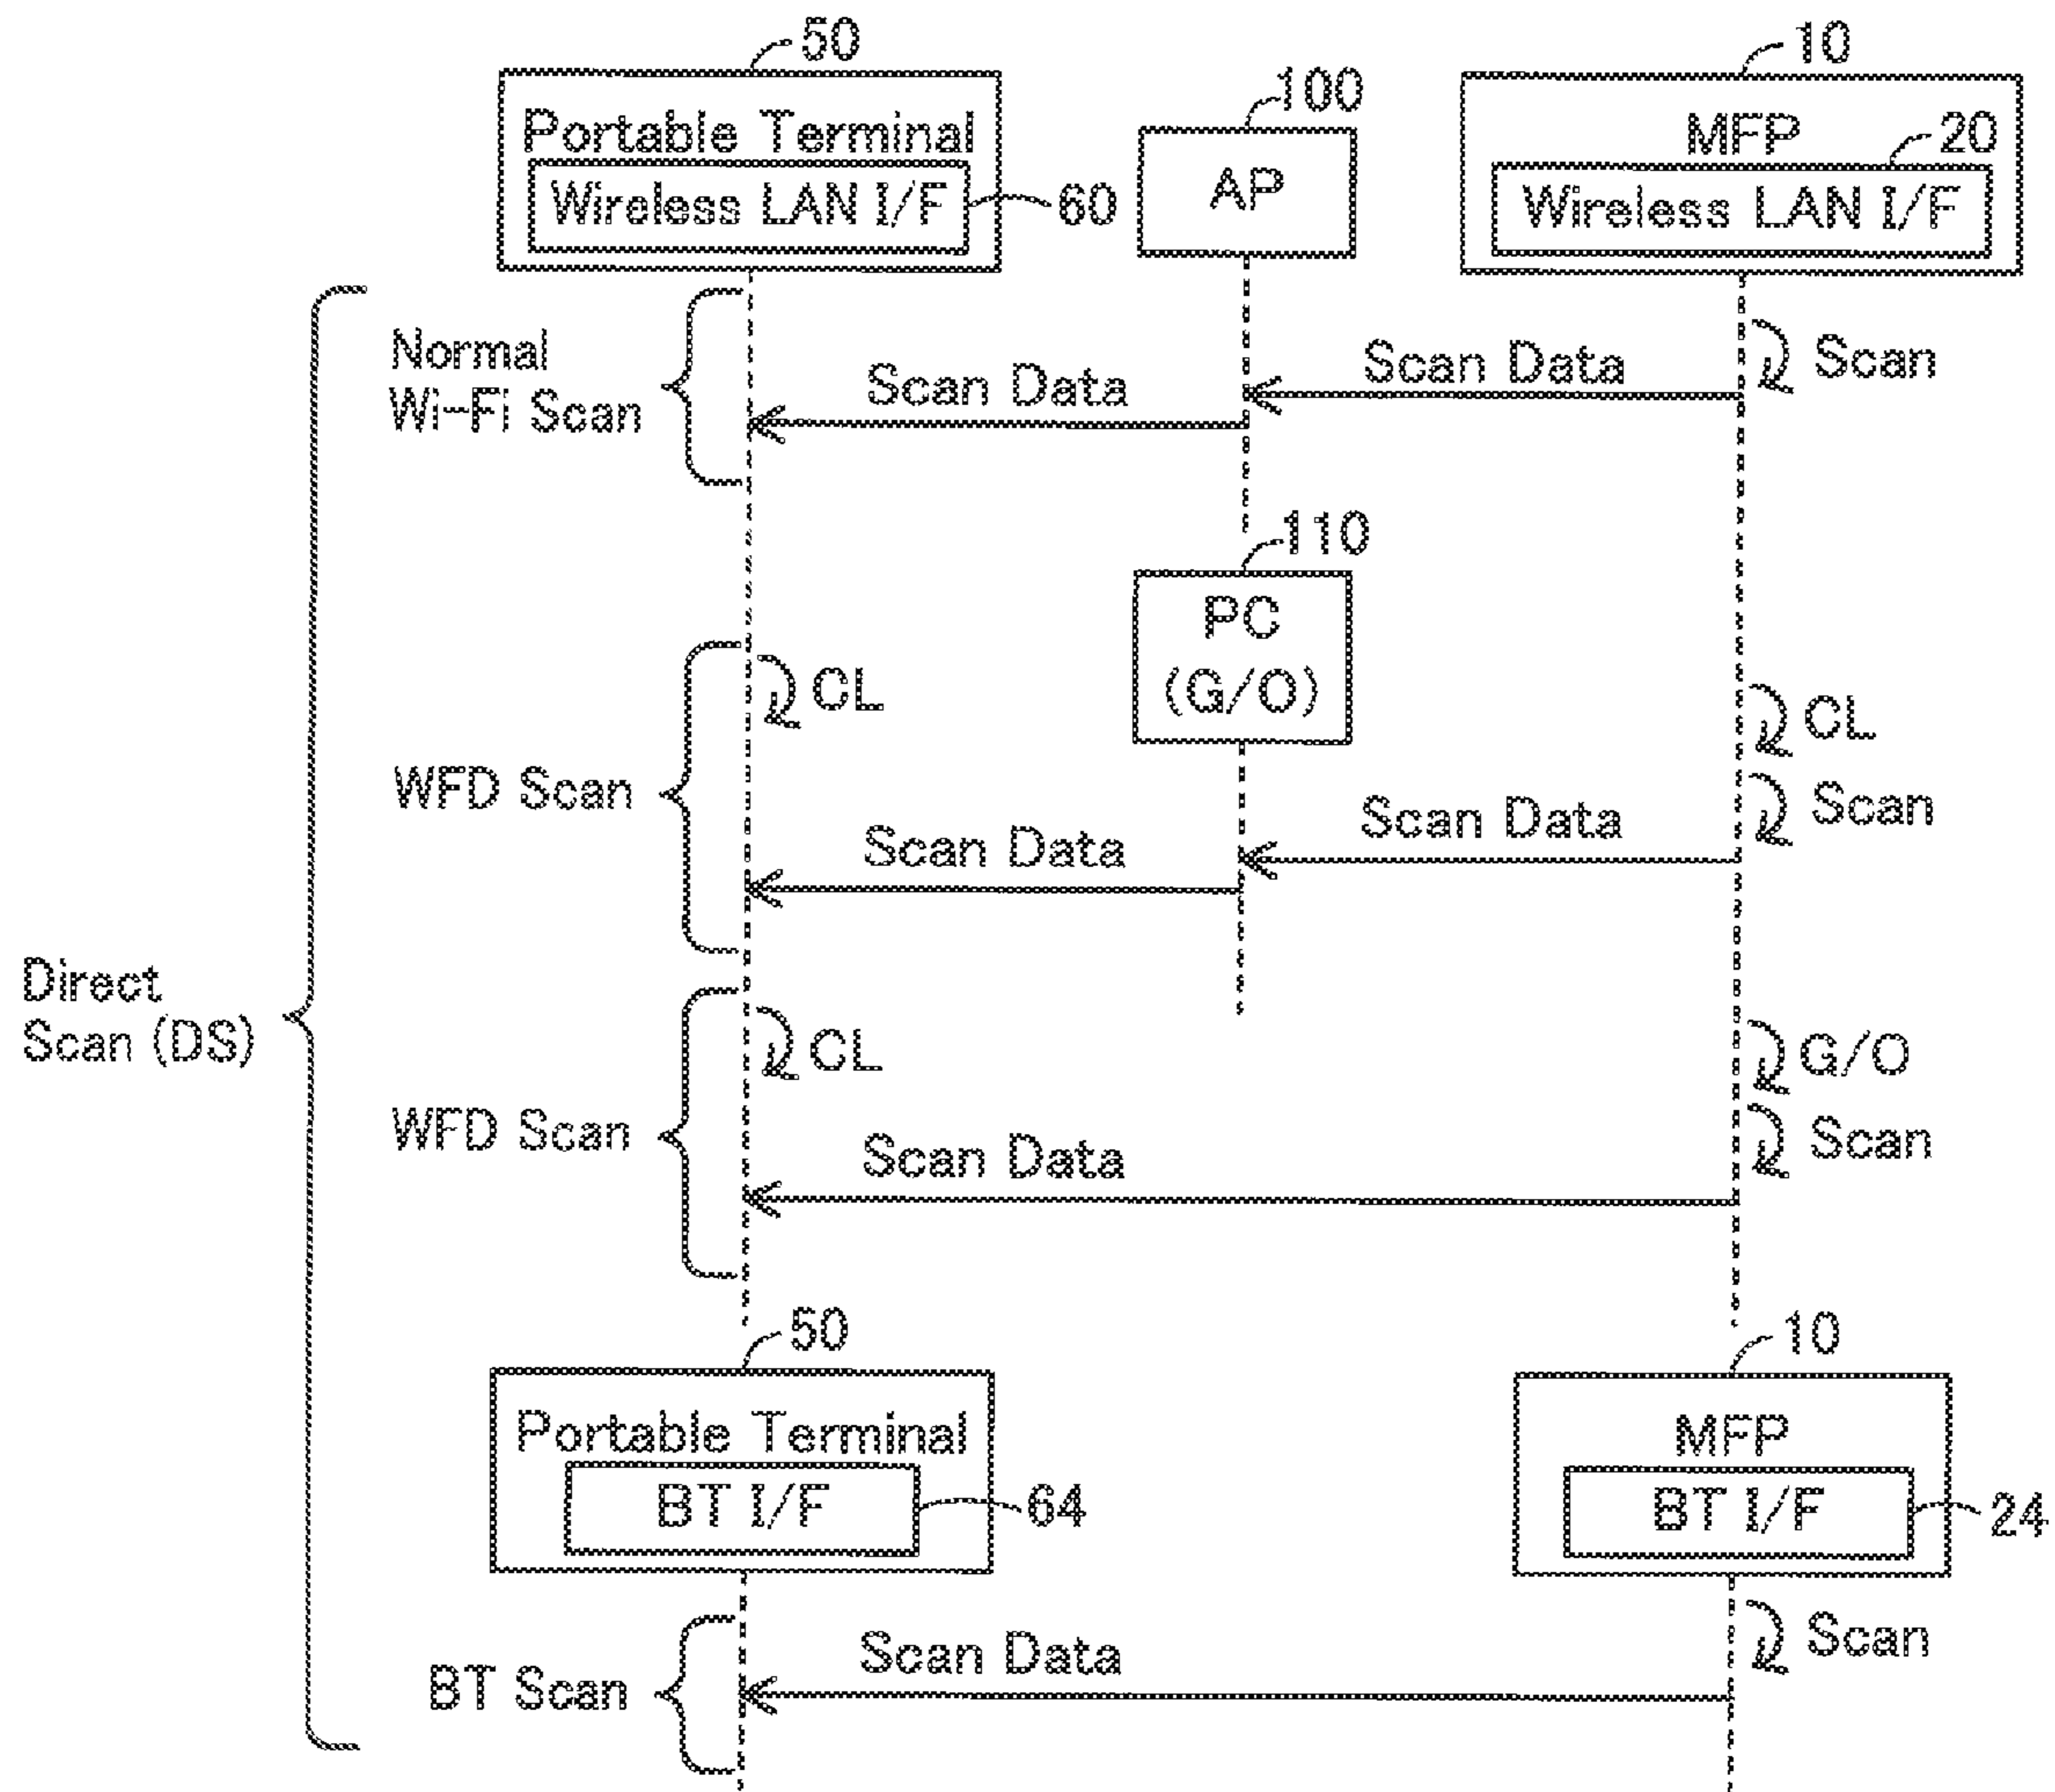 50
10
100
Portable Terminal
Wireless LAN I/F
60
AP
MFP
20
Wireless LAN I/F
Normal
Wi-Fi Scan
Scan Data
Scan Data
Scan
110
PC
(G/O)
CL
CL
WFD Scan
Scan Data
Scan Data
Scan
Direct
Scan (DS)
CL
G/O
WFD Scan
Scan Data
Scan
50
10
Portable Terminal
BT I/F
64
MFP
BT I/F
24
BT Scan
Scan Data
Scan